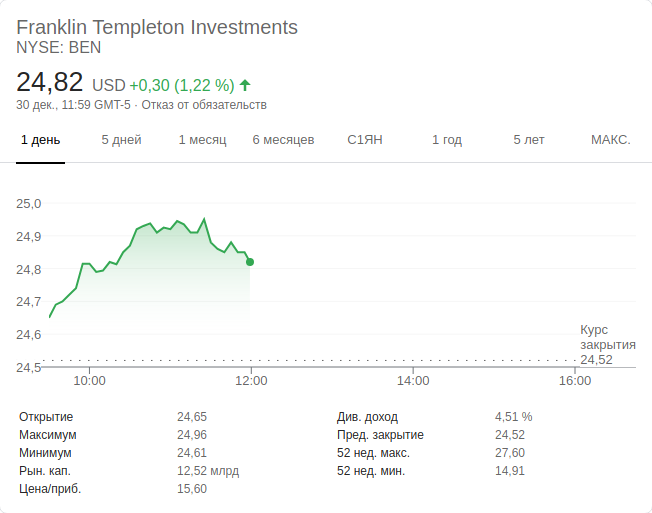 Franklin Templeton Investments
NYSE: BEN
24,82 USD +0,30 (1,22 %)
30 дек., 11:59 GMT-5 · Отказ от обязательств
1 день 5 дней 1 месяц 6 месяцев С1ЯН 1 год 5 лет МАКС.
25,0
24,9
24,8
24,7
24,6
24,5
Курс
закрытия
24,52
10:00 12:00 14:00 16:00
Открытие 24,65 Див. доход 4,51 %
Максимум 24,96 Пред. закрытие 24,52
Минимум 24,61 52 нед. макс. 27,60
Рын. кап. 12,52 млрд 52 нед. мин. 14,91
Цена/приб. 15,60